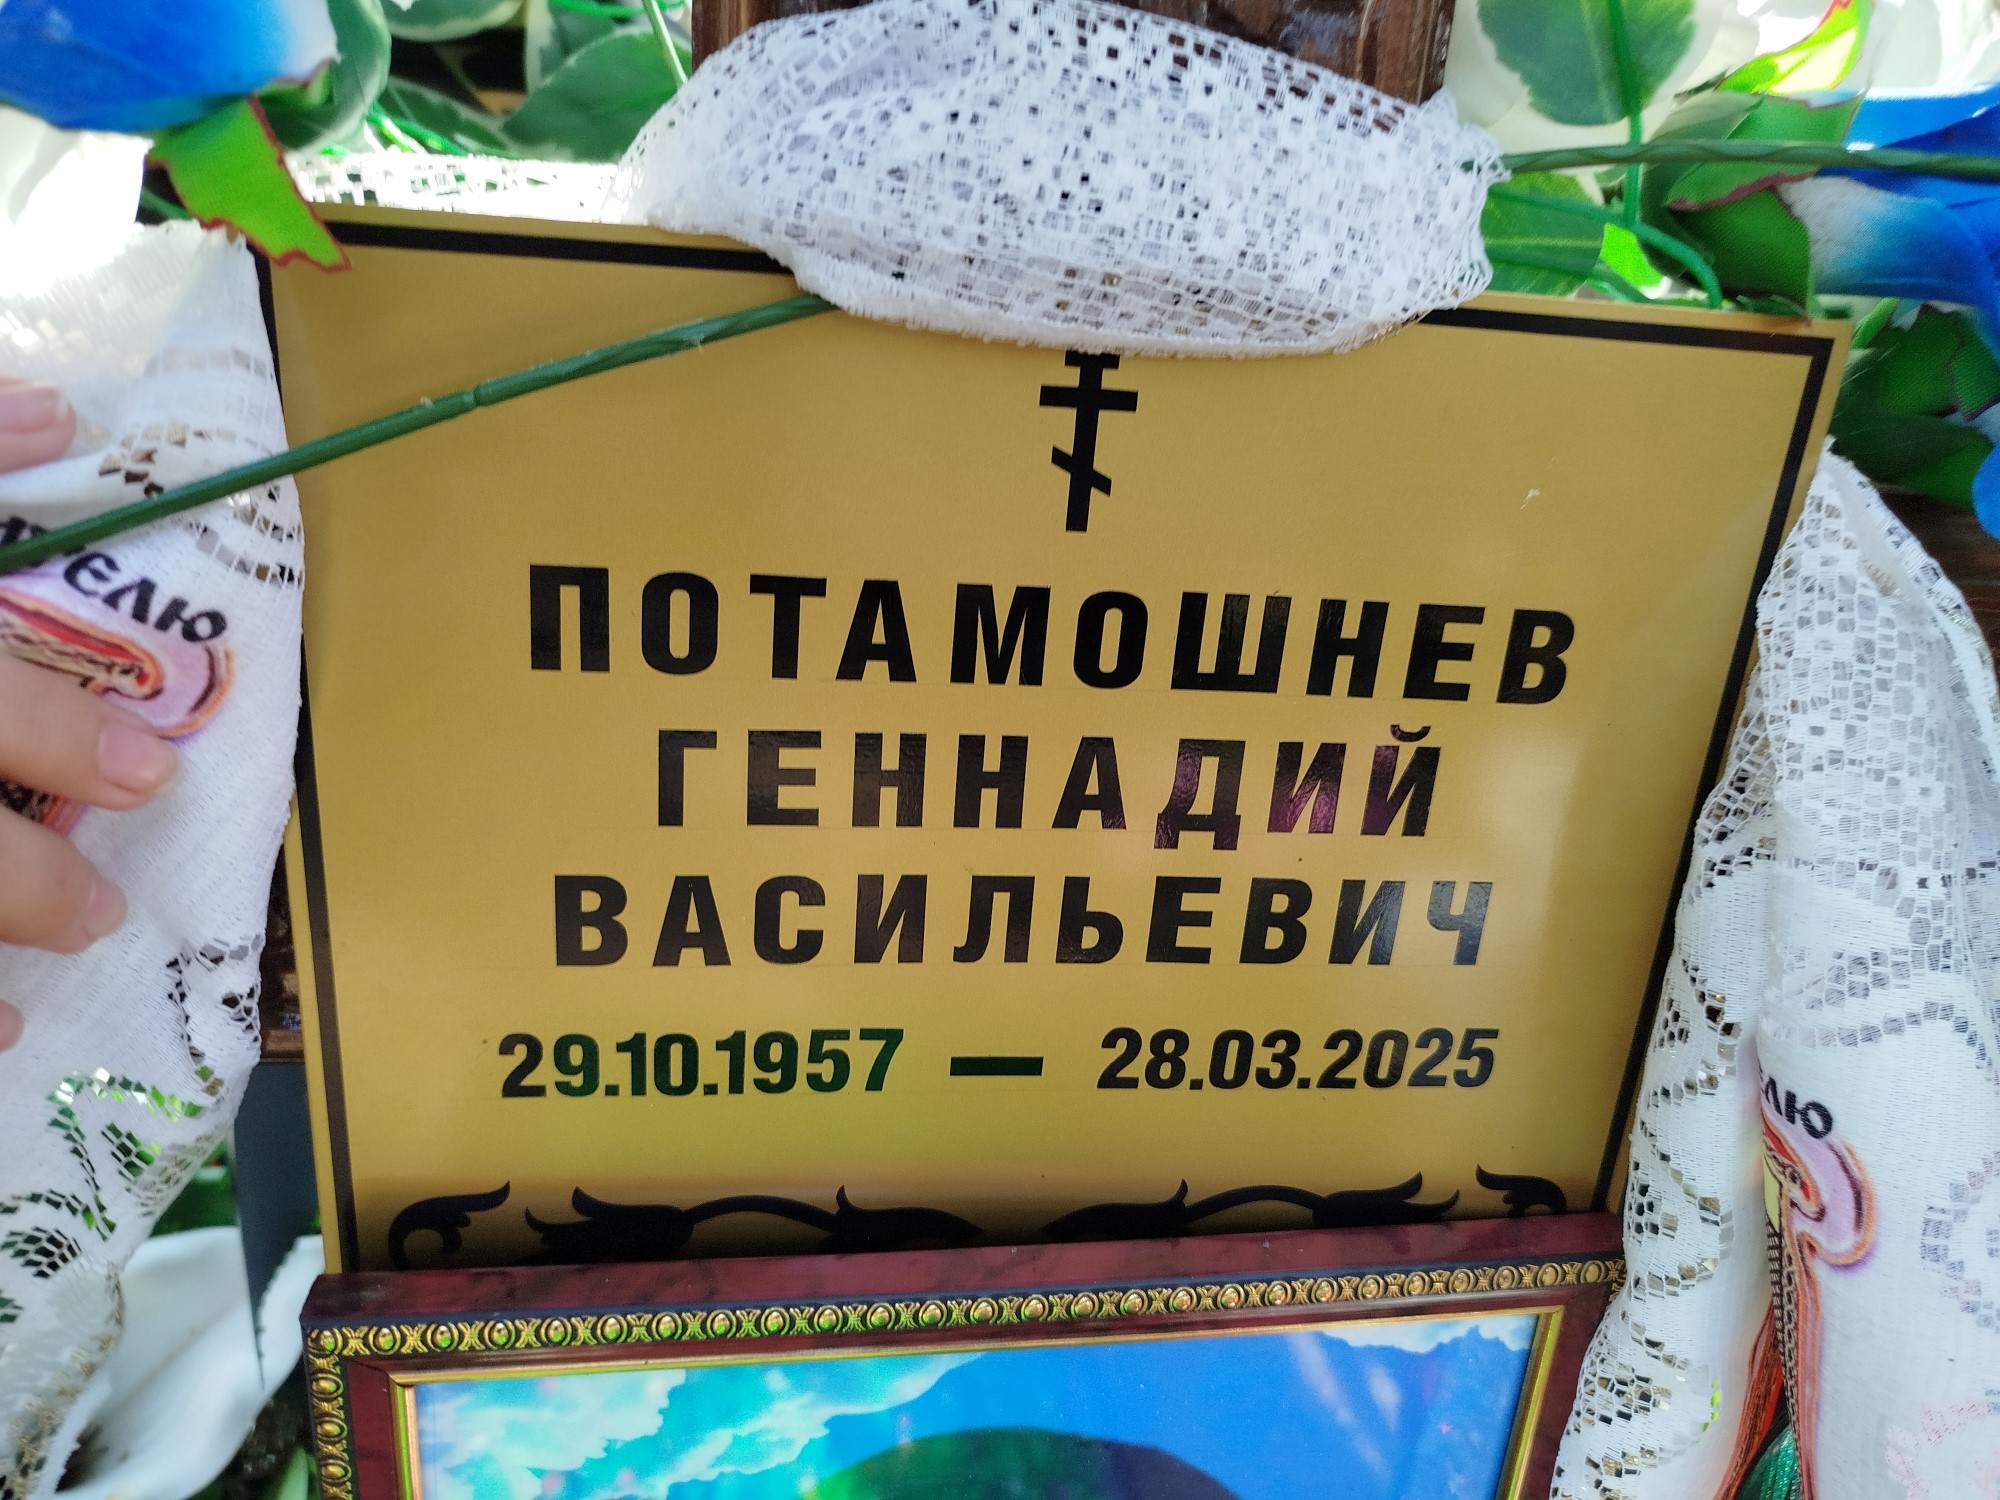 ПОТАМОШНЕВ
ГЕННАДИЙ
ВАСИЛЬЕВИЧ
29.10.1957 — 28.03.2025